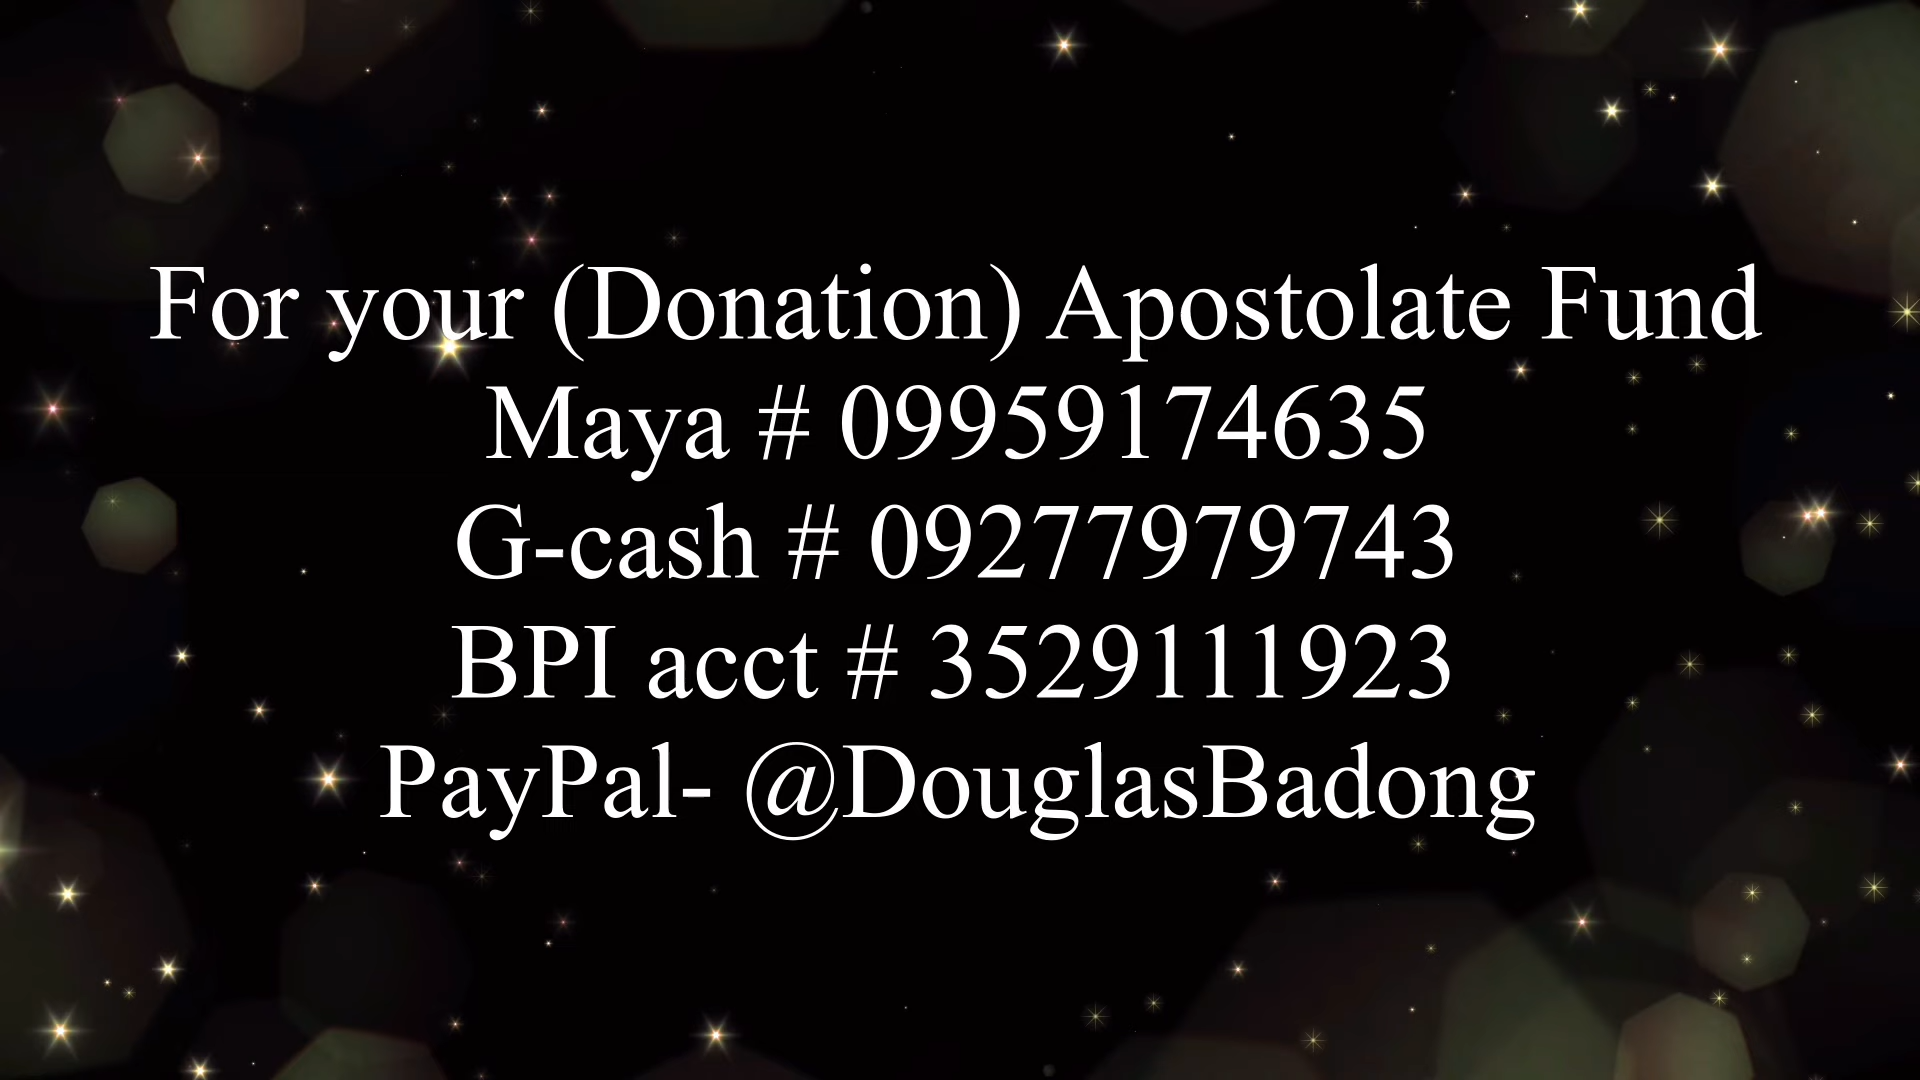 For your (Donation) Apostolate Fund
Maya # 09959174635
G-cash # 09277979743
BPI acct # 3529111923
PayPal- @DouglasBadong